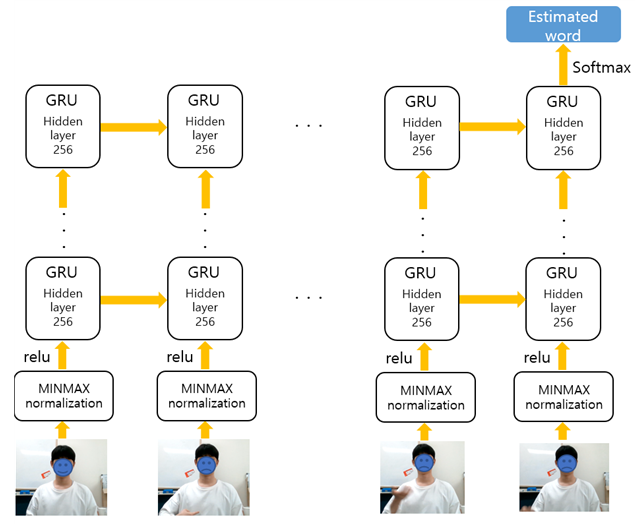 Estimated
word
Softmax
GRU
Hidden
layer
256
GRU
Hidden
layer
256
. . .
GRU
Hidden
layer
256
GRU
Hidden
layer
256
GRU
Hidden
layer
256
GRU
Hidden
layer
256
. . .
GRU
Hidden
layer
256
GRU
Hidden
layer
256
relu
relu
relu
relu
MINMAX
normalization
MINMAX
normalization
MINMAX
normalization
MINMAX
normalization